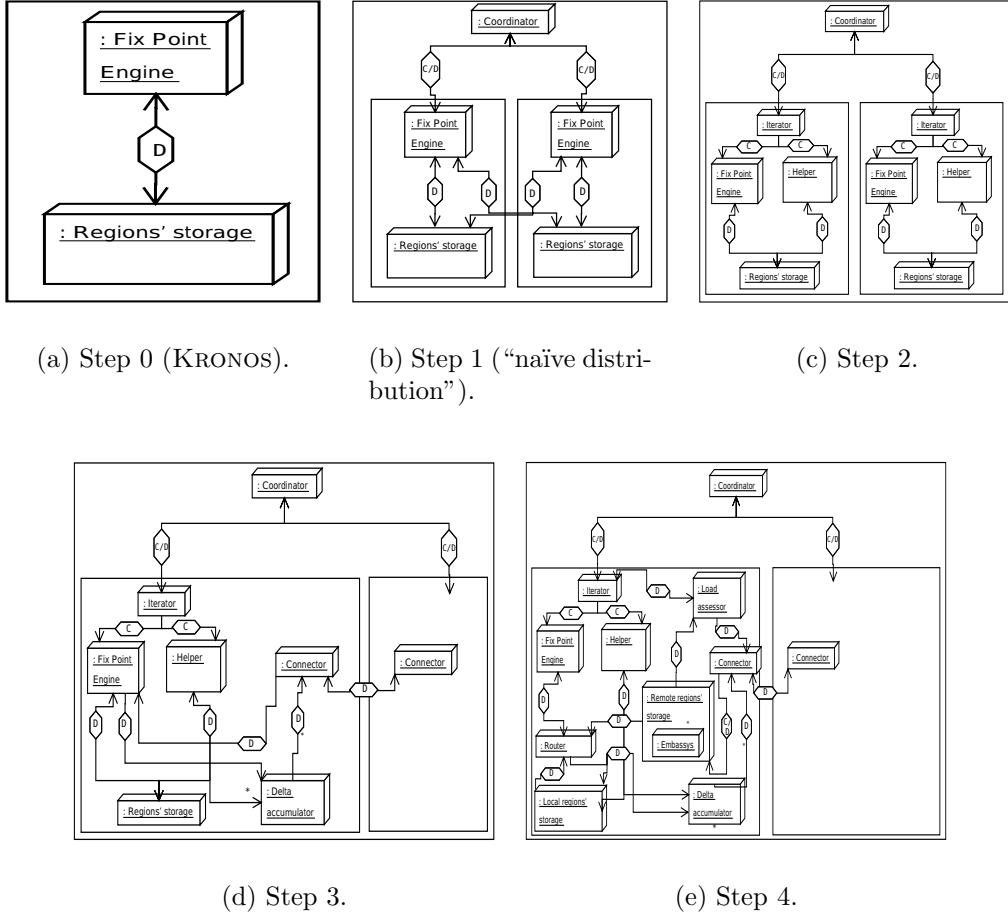 : Fix Point
Engine
D
: Regions' storage
(a) Step 0 (KRONOS).
: Coordinator
C/D
C/D
: Fix Point
Engine
: Fix Point
Engine
D
D
D
D
: Regions' storage
: Regions' storage
(b) Step 1 (“naïve distri-
bution”).
: Coordinator
C/D
C/D
: Iterator
: Iterator
C
C
C
C
: Fix Point
Engine
: Helper
: Fix Point
Engine
: Helper
D
D
D
D
: Regions' storage
: Regions' storage
(c) Step 2.
: Coordinator
C/D
C/D
: Iterator
C
C
: Fix Point
Engine
: Helper
: Connector
: Connector
D
D
D
D
D
D
*
*
: Regions' storage
: Delta
accumulator
(d) Step 3.
: Coordinator
C/D
C/D
: Iterator
D
: Load
assessor
C
C
D
: Fix Point
Engine
: Helper
D
: Connector
: Connector
D
D
D
: Remote regions'
storage
*
: Embassys
D
C/D
D
*
: Router
D
D
: Local regions'
storage
: Delta
accumulator
*
(e) Step 4.